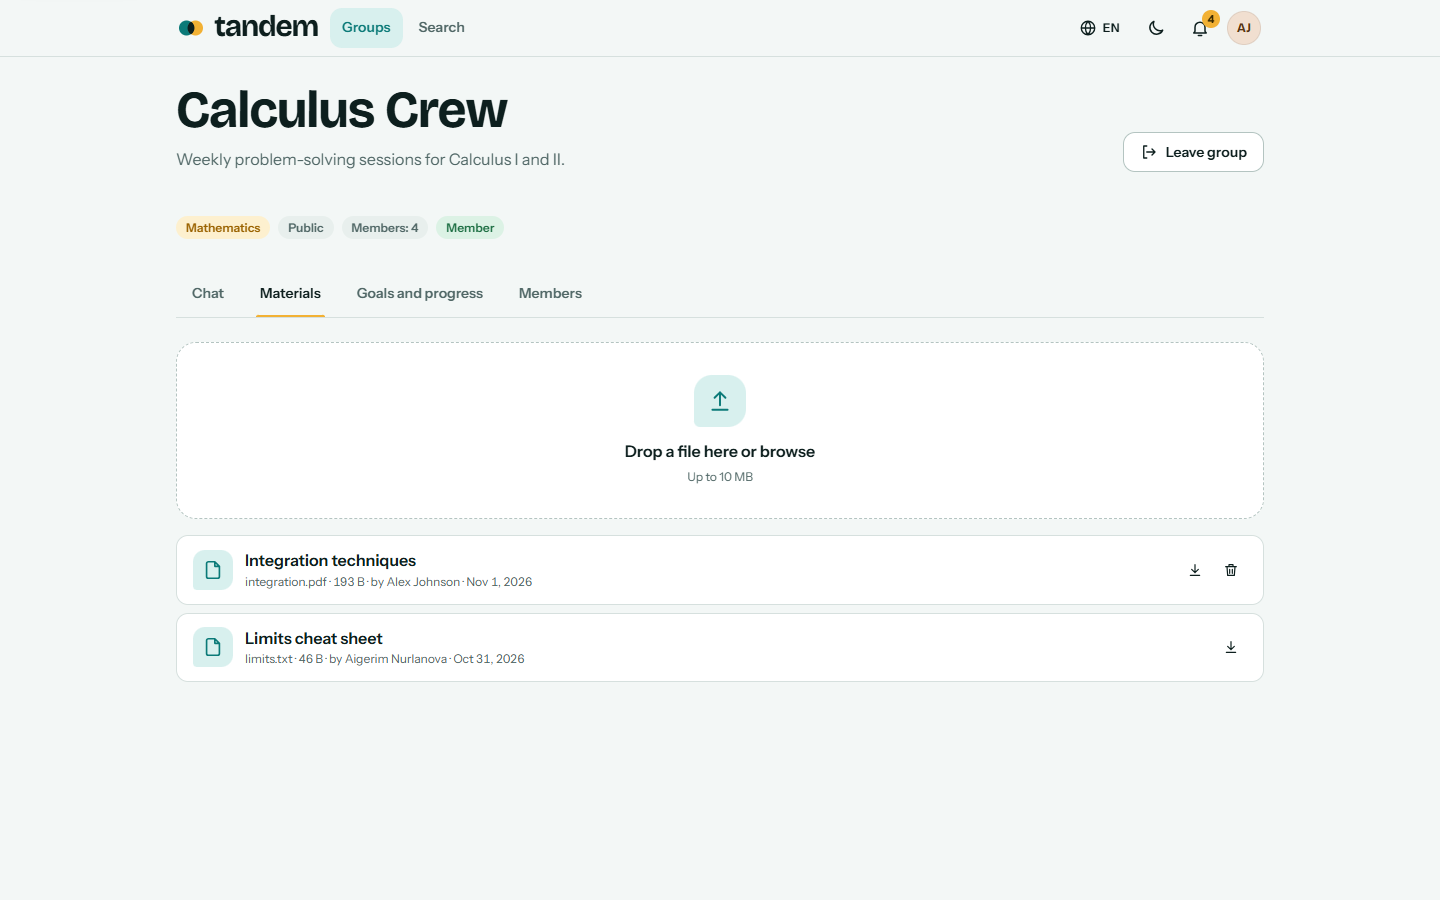 tandem
Groups
Search
EN
4
AJ
Calculus Crew
Weekly problem-solving sessions for Calculus I and II.
Leave group
Mathematics
Public
Members: 4
Member
Chat
Materials
Goals and progress
Members
Drop a file here or browse
Up to 10 MB
Integration techniques
integration.pdf · 193 B · by Alex Johnson · Nov 1, 2026
Limits cheat sheet
limits.txt · 46 B · by Aigerim Nurlanova · Oct 31, 2026